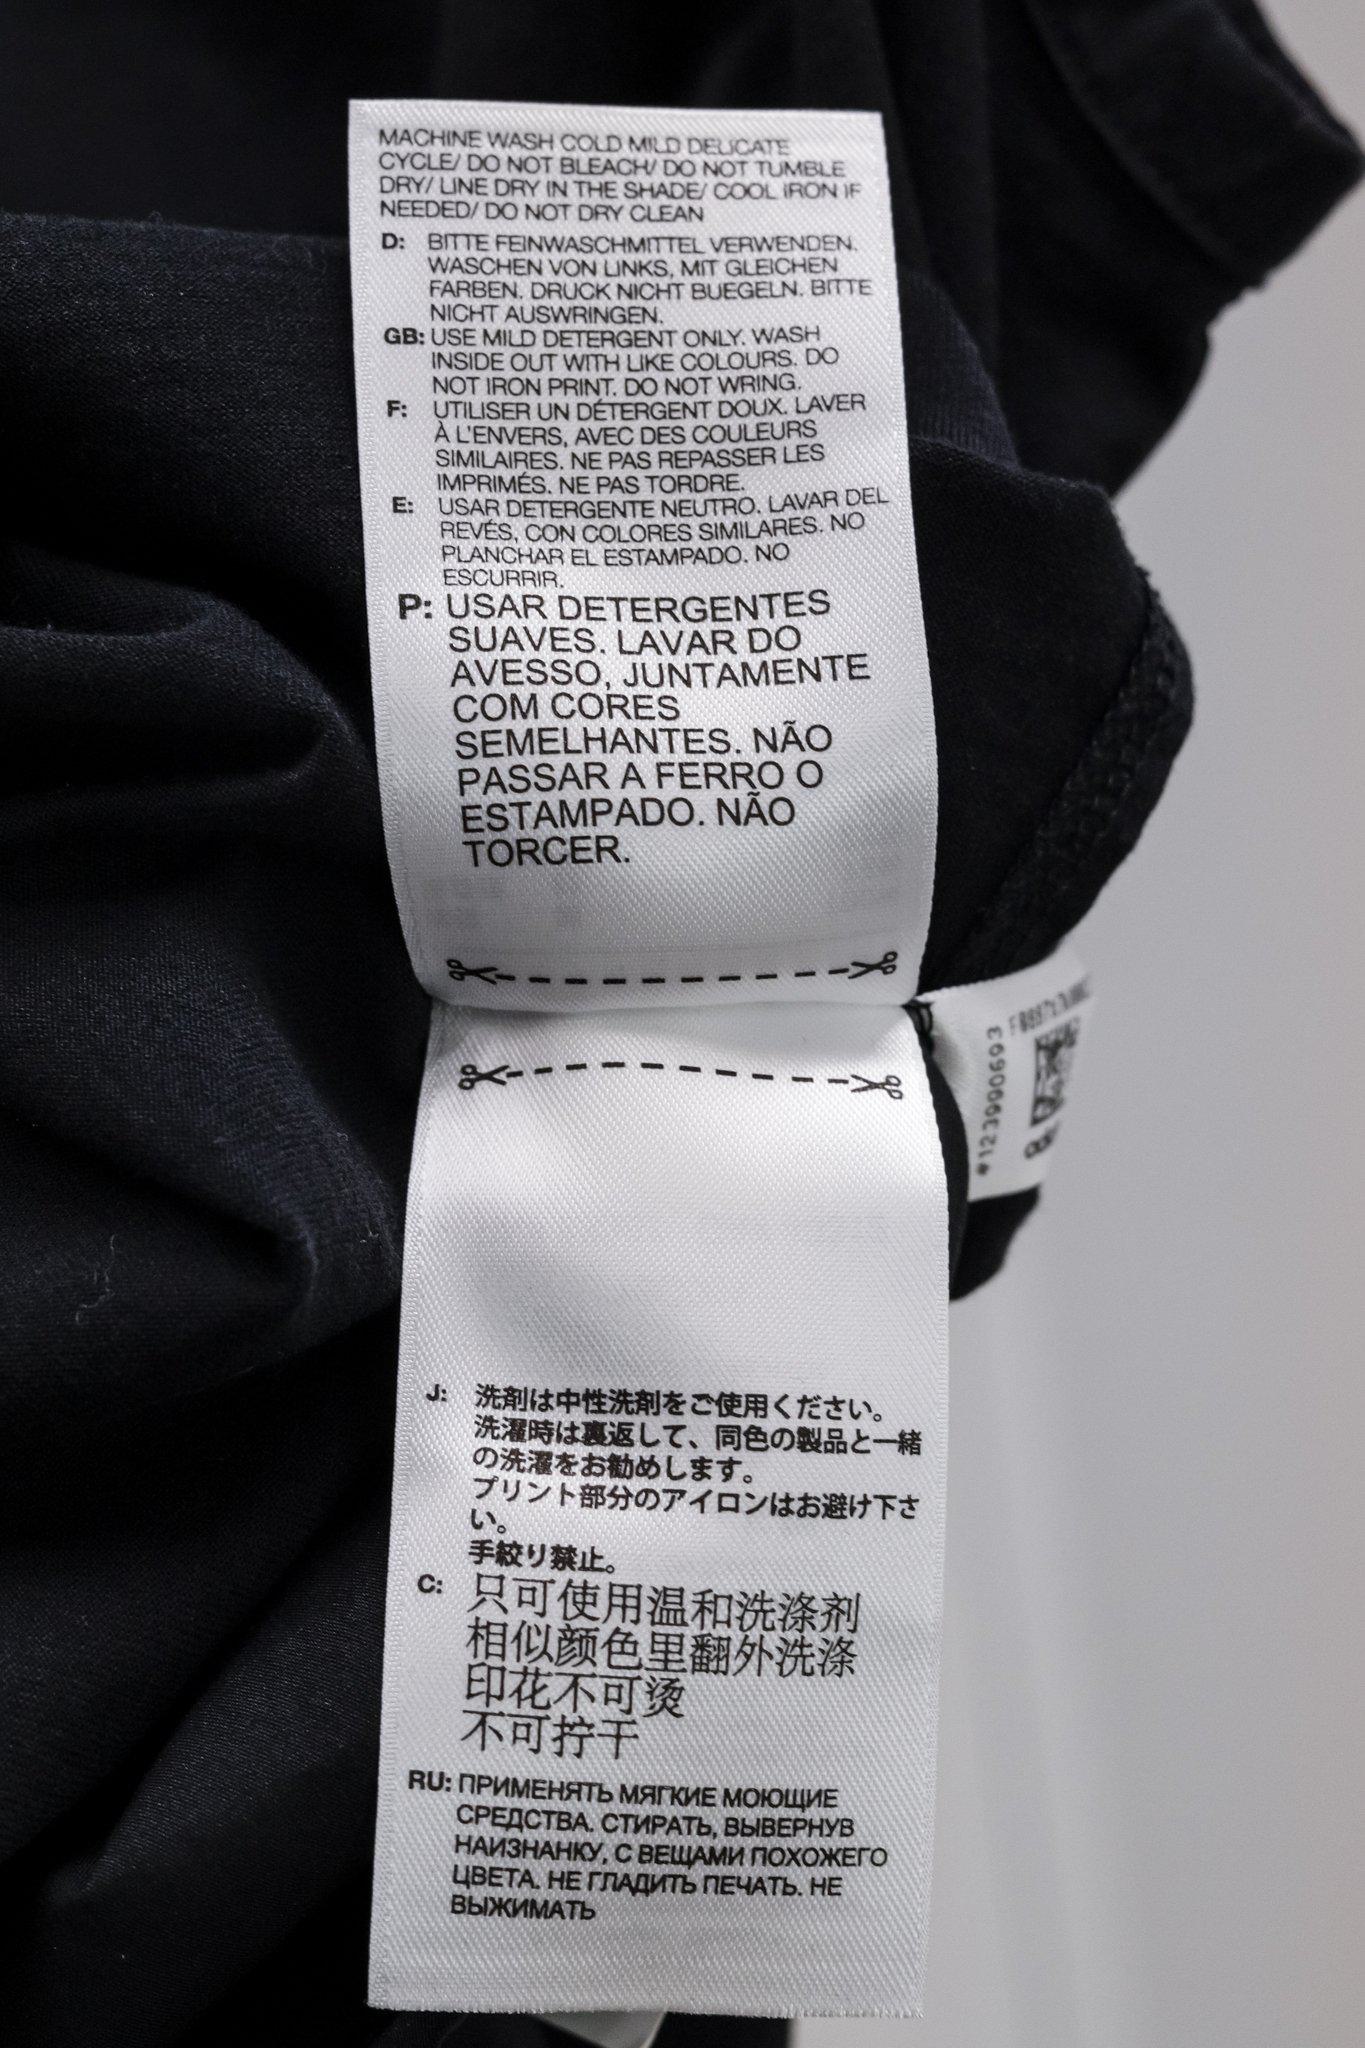 MACHINE WASH COLD MILD DELICATE
CYCLE/ DO NOT BLEACH/ DO NOT TUMBLE
DRY/ LINE DRY IN THE SHADE/ COOL IRON IF
NEEDED/ DO NOT DRY CLEAN
D: BITTE FEINWASCHMITTEL VERWENDEN.
WASCHEN VON LINKS, MIT GLEICHEN
FARBEN. DRUCK NICHT BUEGELN. BITTE
NICHT AUSWRINGEN.
GB: USE MILD DETERGENT ONLY. WASH
INSIDE OUT WITH LIKE COLOURS. DO
NOT IRON PRINT. DO NOT WRING.
F: UTILISER UN DÉTERGENT DOUX. LAVER
À L'ENVERS, AVEC DES COULEURS
SIMILAIRES. NE PAS REPASSER LES
IMPRIMÉS. NE PAS TORDRE.
E: USAR DETERGENTE NEUTRO. LAVAR DEL
REVÉS, CON COLORES SIMILARES. NO
PLANCHAR EL ESTAMPADO. NO
ESCURRIR.
P: USAR DETERGENTES
SUAVES. LAVAR DO
AVESSO, JUNTAMENTE
COM CORES
SEMELHANTES. NÃO
PASSAR A FERRO O
ESTAMPADO. NÃO
TORCER.
#123990693
J: 洗剤は中性洗剤をご使用ください。
洗濯時は裏返して、同色の製品と一緒
の洗濯をお勧めします。
プリント部分のアイロンはお避け下さ
い。
手絞り禁止。
C: 只可使用温和洗涤剂
相似颜色里翻外洗涤
印花不可烫
不可拧干
RU: ПРИМЕНЯТЬ МЯГКИЕ МОЮЩИЕ
СРЕДСТВА. СТИРАТЬ, ВЫВЕРНУВ
НАИЗНАНКУ, С ВЕЩАМИ ПОХОЖЕГО
ЦВЕТА. НЕ ГЛАДИТЬ ПЕЧАТЬ. НЕ
ВЫЖИМАТЬ